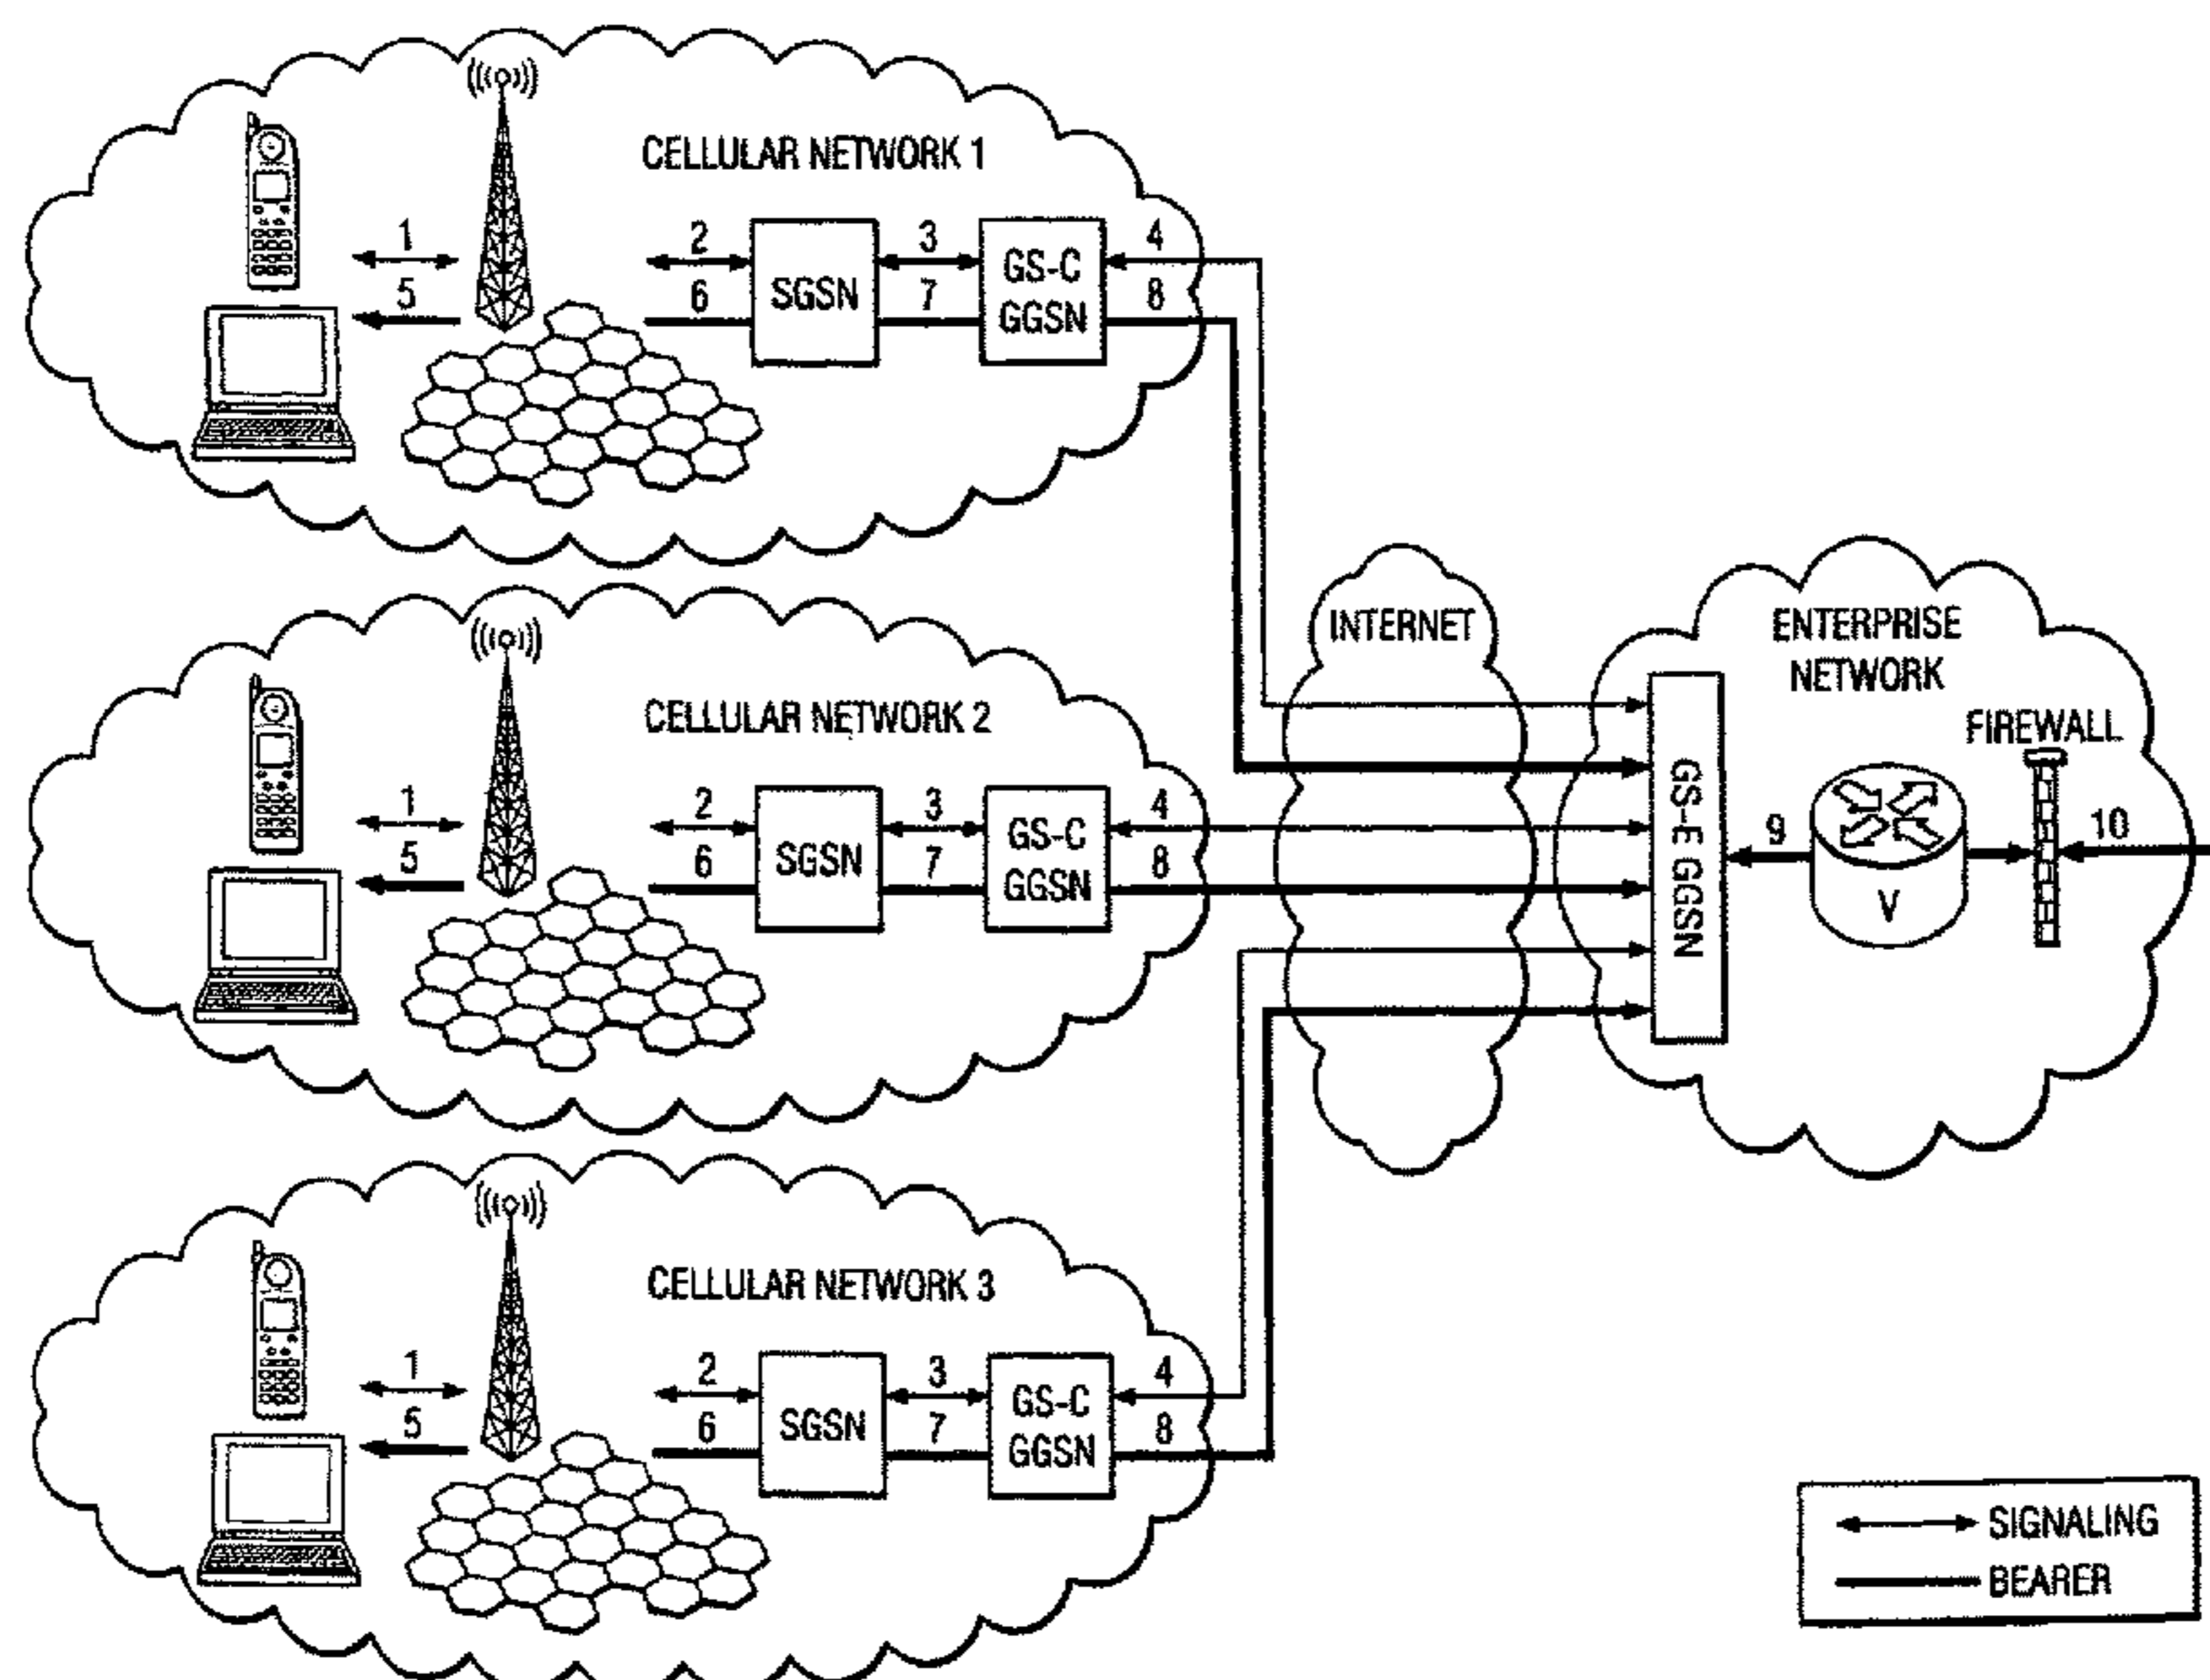 CELLULAR NETWORK 1
1
5
2
6
SGSN
3
7
GS-C
GGSN
4
8
CELLULAR NETWORK 2
1
5
2
6
SGSN
3
7
GS-C
GGSN
4
8
CELLULAR NETWORK 3
1
5
2
6
SGSN
3
7
GS-C
GGSN
4
8
INTERNET
ENTERPRISE
NETWORK
GS-E GGSN
9
V
FIREWALL
10
SIGNALING
BEARER